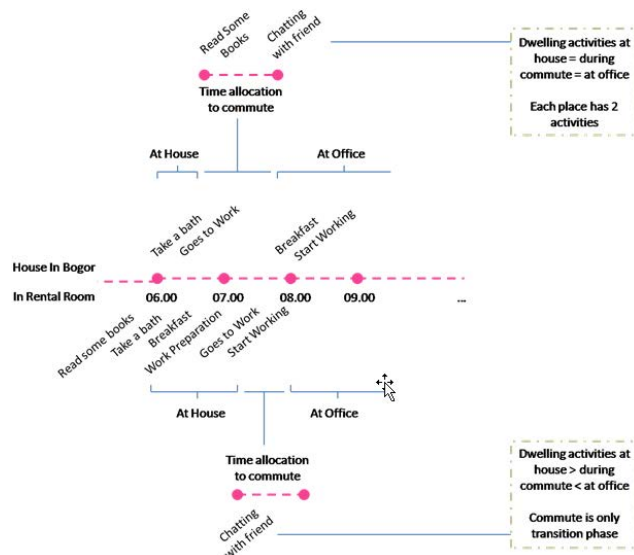 Read Some
Books
Chatting
with friend
Dwelling activities at
house = during
commute = at office
Each place has 2
activities
Time allocation
to commute
At House
At Office
Take a bath
Goes to Work
Breakfast
Start Working
House In Bogor
In Rental Room
06.00
07.00
08.00
09.00
...
Read some books
Take a bath
Breakfast
Work Preparation
Goes to Work
Start Working
At House
At Office
Time allocation
to commute
Chatting
with friend
Dwelling activities at
house > during
commute < at office
Commute is only
transition phase